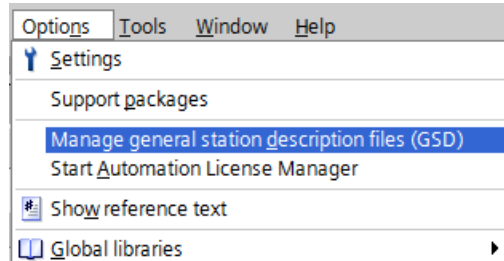 Options Tools Window Help
Settings
Support packages
Manage general station description files (GSD)
Start Automation License Manager
Show reference text
Global libraries